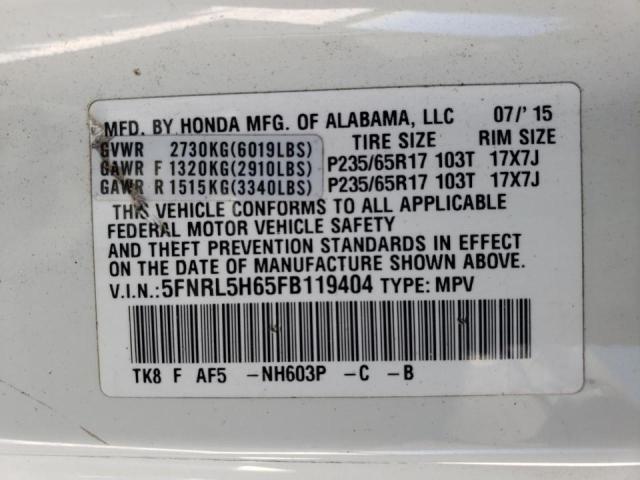 MFD. BY HONDA MFG. OF ALABAMA, LLC 07/'15
TIRE SIZE RIM SIZE
GVWR 2730KG(6019LBS)
GAWR F 1320KG(2910LBS) P235/65R17 103T 17X7J
GAWR R 1515KG(3340LBS) P235/65R17 103T 17X7J
THIS VEHICLE CONFORMS TO ALL APPLICABLE
FEDERAL MOTOR VEHICLE SAFETY
AND THEFT PREVENTION STANDARDS IN EFFECT
ON THE DATE OF MANUFACTURE SHOWN ABOVE.
V.I.N.:5FNRL5H65FB119404 TYPE: MPV
TK8 F AF5 -NH603P -C -B